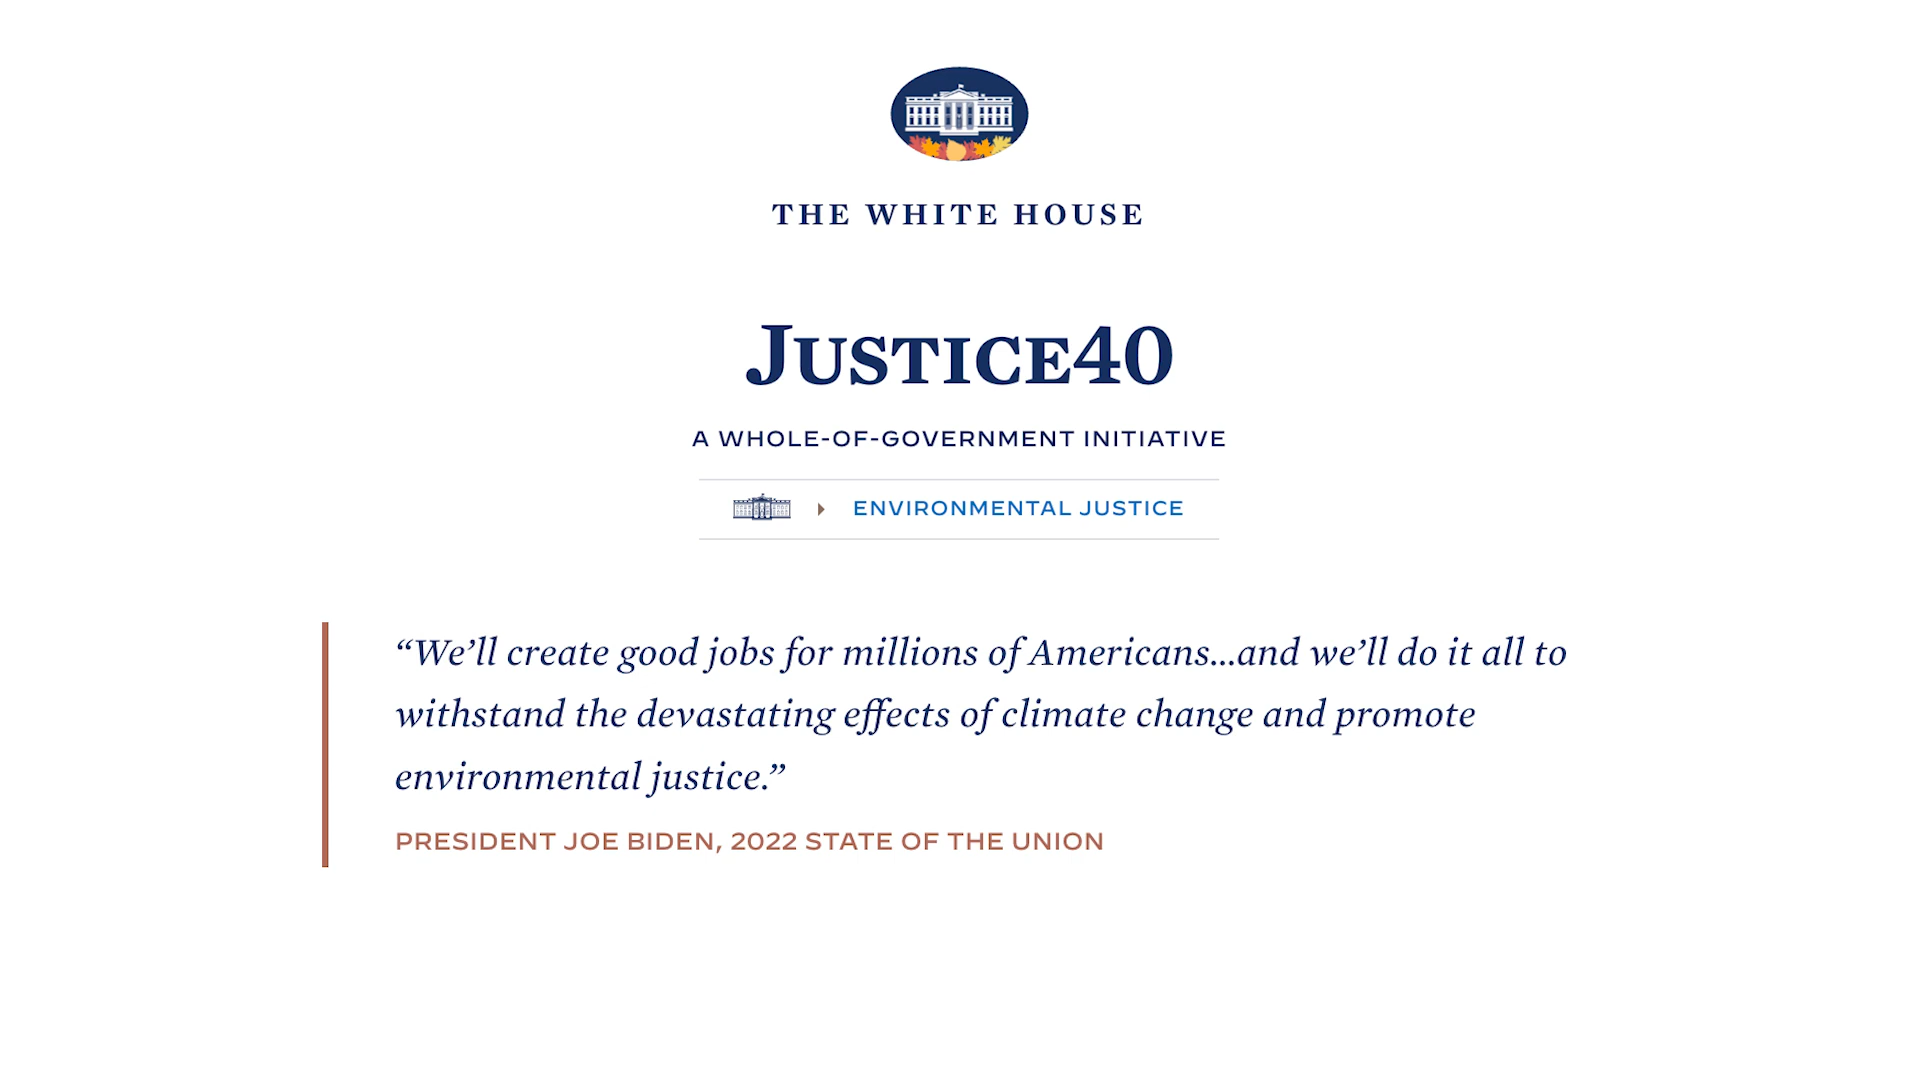 THE WHITE HOUSE
JUSTICE40
A WHOLE-OF-GOVERNMENT INITIATIVE
ENVIRONMENTAL JUSTICE
“We’ll create good jobs for millions of Americans...and we’ll do it all to
withstand the devastating effects of climate change and promote
environmental justice.”
PRESIDENT JOE BIDEN, 2022 STATE OF THE UNION